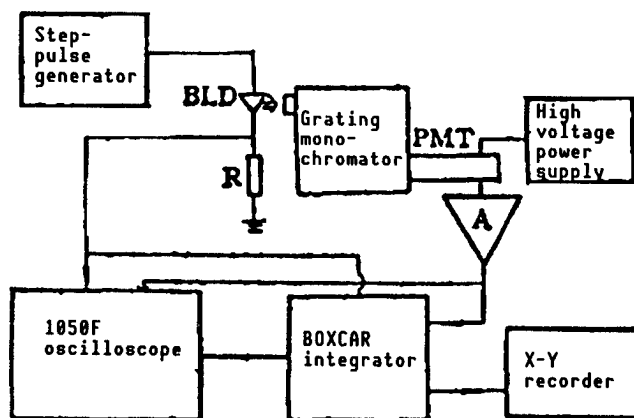 Step-
pulse
generator
BLD
R
Grating
mono-
chromator
PMT
High
voltage
power
supply
A
1050F
oscilloscope
BOXCAR
integrator
X-Y
recorder